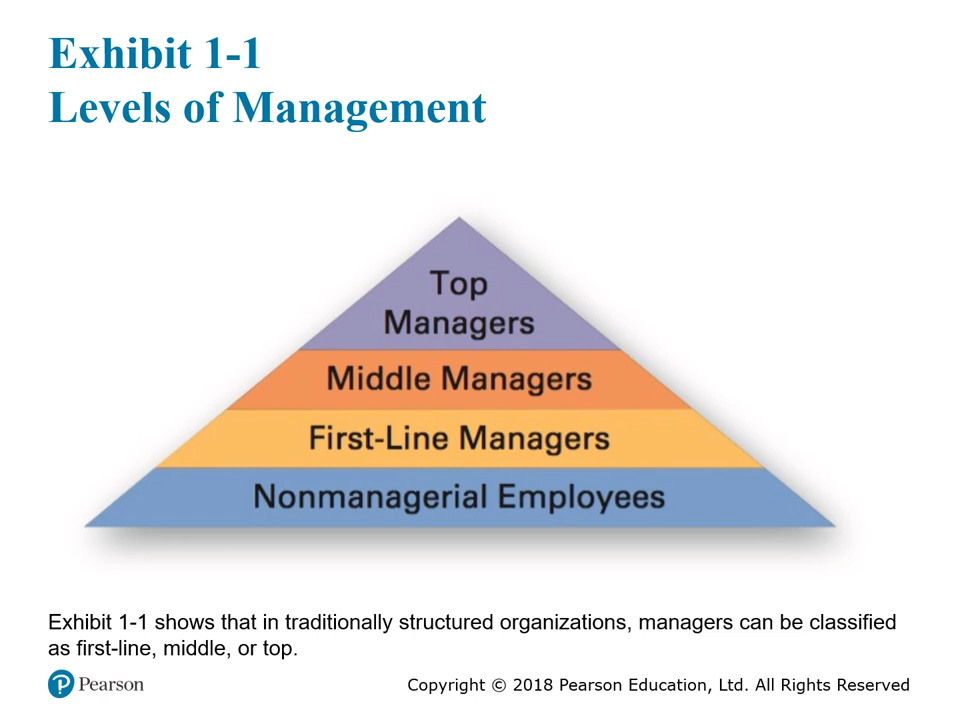 Exhibit 1-1
Levels of Management
Top
Managers
Middle Managers
First-Line Managers
Nonmanagerial Employees
Exhibit 1-1 shows that in traditionally structured organizations, managers can be classified
as first-line, middle, or top.
Pearson
Copyright © 2018 Pearson Education, Ltd. All Rights Reserved